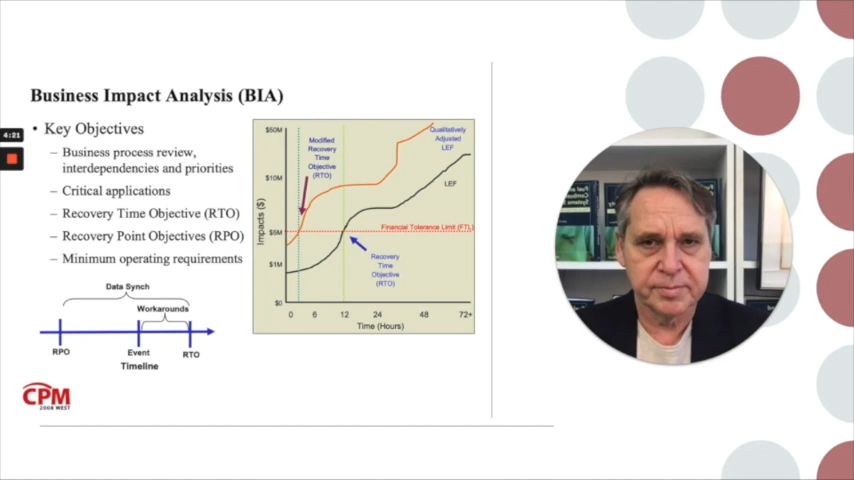 Business Impact Analysis (BIA)
4:21
• Key Objectives
– Business process review,
interdependencies and priorities
– Critical applications
– Recovery Time Objective (RTO)
– Recovery Point Objectives (RPO)
– Minimum operating requirements
Data Synch
Workarounds
RPO
Event
RTO
Timeline
CPM
2008 WEST
$50M
$10M
$5M
$1M
$0
Impacts ($)
Modified
Recovery
Time
Objective
(RTO)
Qualitatively
Adjusted
LEF
LEF
Financial Tolerance Limit (FTL)
Recovery
Time
Objective
(RTO)
0 6 12 24 48 72+
Time (Hours)